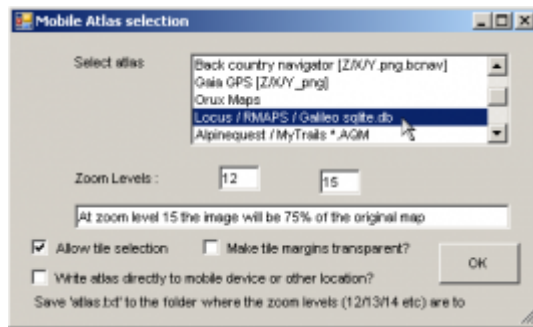 Mobile Atlas selection
Select atlas
Back country navigator [Z/X/Y.png.bcnav]
Gaia GPS [Z/X/Y_png]
Orux Maps
Locus / RMAPS / Galileo sqlite.db
Alpinequest / MyTrails *.AQM
Zoom Levels :
12
15
At zoom level 15 the image will be 75% of the original map
Allow tile selection
Make tile margins transparent?
Write atlas directly to mobile device or other location?
OK
Save 'atlas.txt' to the folder where the zoom levels (12/13/14 etc) are to